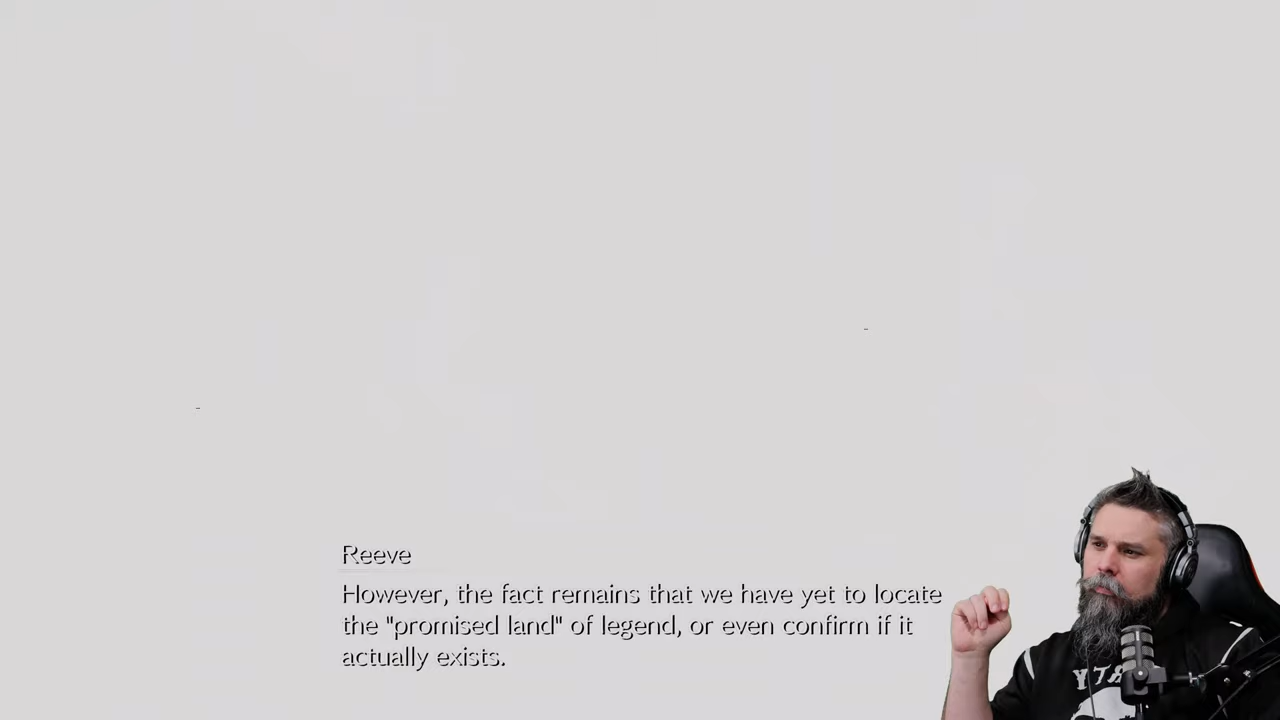 Reeve
However, the fact remains that we have yet to locate
the "promised land" of legend, or even confirm if it
actually exists.